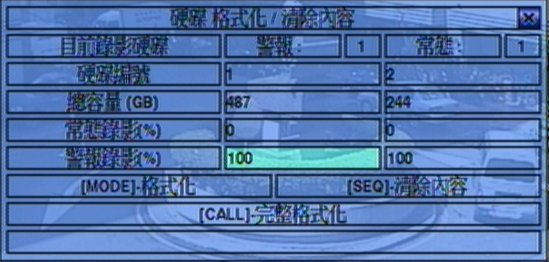 硬碟 格式化 / 清除內容
目前錄影硬碟 警報 : 1 常態 : 1
硬碟編號 1 2
總容量 (GB) 487 244
常態錄影(%) 0 0
警報錄影(%) 100 100
[MODE]-格式化 [SEQ]-清除內容
[CALL]-完整格式化